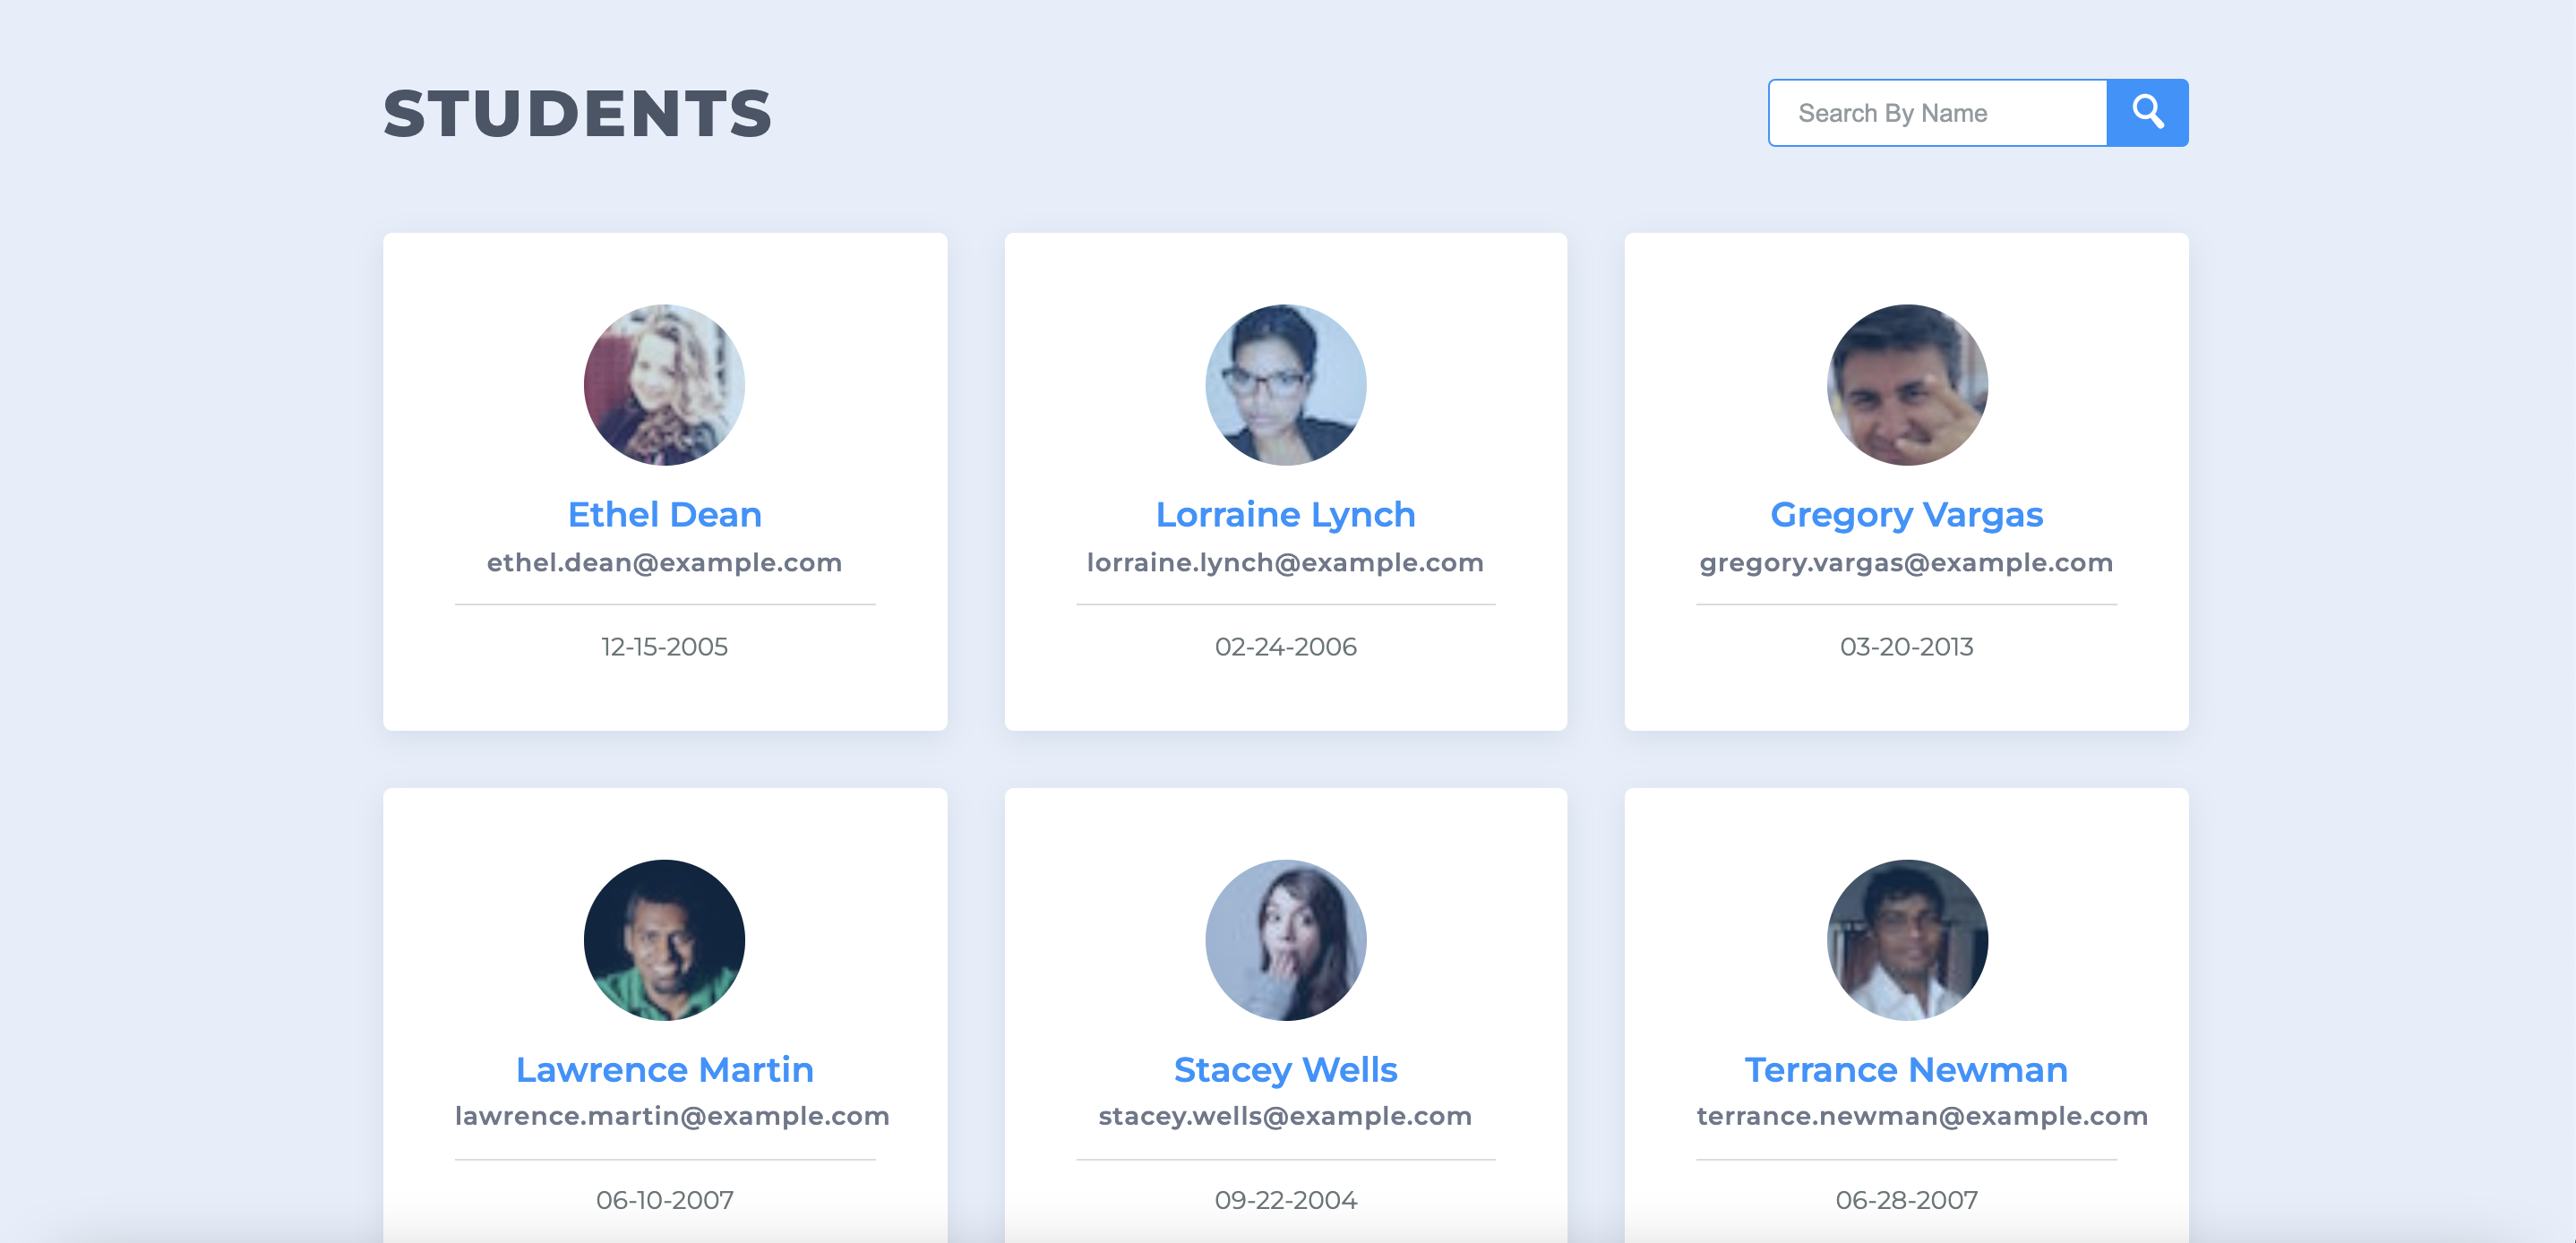 STUDENTS
Search By Name
Ethel Dean
ethel.dean@example.com
12-15-2005
Lorraine Lynch
lorraine.lynch@example.com
02-24-2006
Gregory Vargas
gregory.vargas@example.com
03-20-2013
Lawrence Martin
lawrence.martin@example.com
06-10-2007
Stacey Wells
stacey.wells@example.com
09-22-2004
Terrance Newman
terrance.newman@example.com
06-28-2007